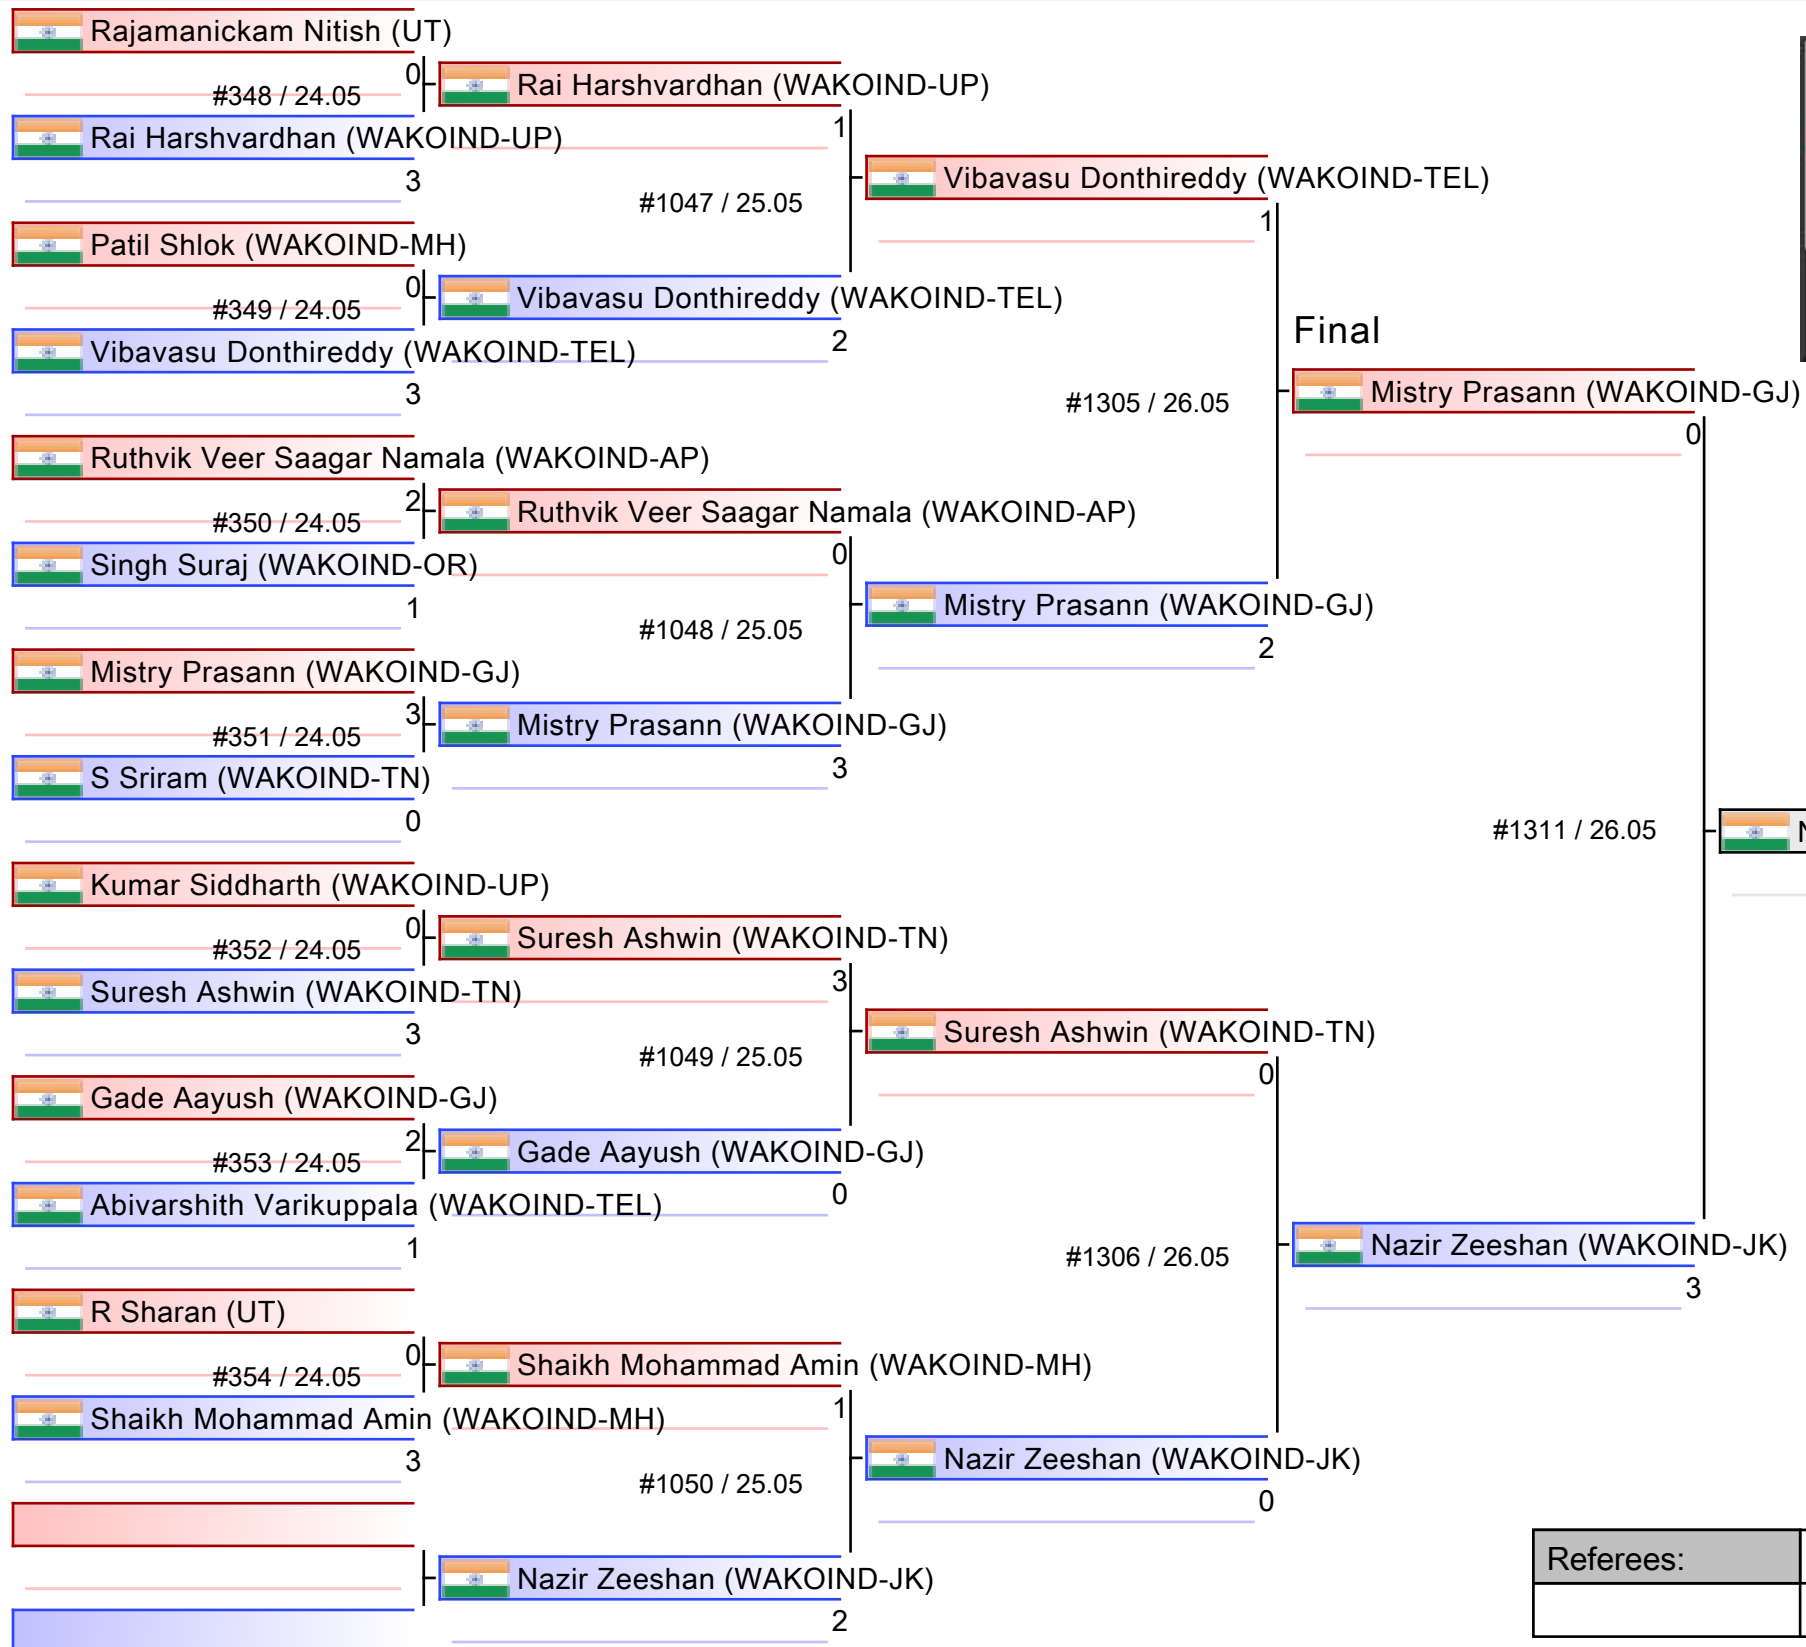 Rajamanickam Nitish (UT)
0
#348 / 24.05
Rai Harshvardhan (WAKOIND-UP)
3
Patil Shlok (WAKOIND-MH)
0
#349 / 24.05
Vibavasu Donthireddy (WAKOIND-TEL)
3
Ruthvik Veer Saagar Namala (WAKOIND-AP)
2
#350 / 24.05
Singh Suraj (WAKOIND-OR)
1
Mistry Prasann (WAKOIND-GJ)
3
#351 / 24.05
S Sriram (WAKOIND-TN)
0
Kumar Siddharth (WAKOIND-UP)
0
#352 / 24.05
Suresh Ashwin (WAKOIND-TN)
3
Gade Aayush (WAKOIND-GJ)
2
#353 / 24.05
Abivarshith Varikuppala (WAKOIND-TEL)
1
R Sharan (UT)
0
#354 / 24.05
Shaikh Mohammad Amin (WAKOIND-MH)
3
Rai Harshvardhan (WAKOIND-UP)
1
#1047 / 25.05
Vibavasu Donthireddy (WAKOIND-TEL)
2
Ruthvik Veer Saagar Namala (WAKOIND-AP)
0
#1048 / 25.05
Mistry Prasann (WAKOIND-GJ)
3
Suresh Ashwin (WAKOIND-TN)
3
#1049 / 25.05
Gade Aayush (WAKOIND-GJ)
0
Shaikh Mohammad Amin (WAKOIND-MH)
1
#1050 / 25.05
Nazir Zeeshan (WAKOIND-JK)
2
Vibavasu Donthireddy (WAKOIND-TEL)
1
#1305 / 26.05
Mistry Prasann (WAKOIND-GJ)
2
Suresh Ashwin (WAKOIND-TN)
0
#1306 / 26.05
Nazir Zeeshan (WAKOIND-JK)
0
Final
Mistry Prasann (WAKOIND-GJ)
0
#1311 / 26.05
Nazir Zeeshan (WAKOIND-JK)
3
Referees: